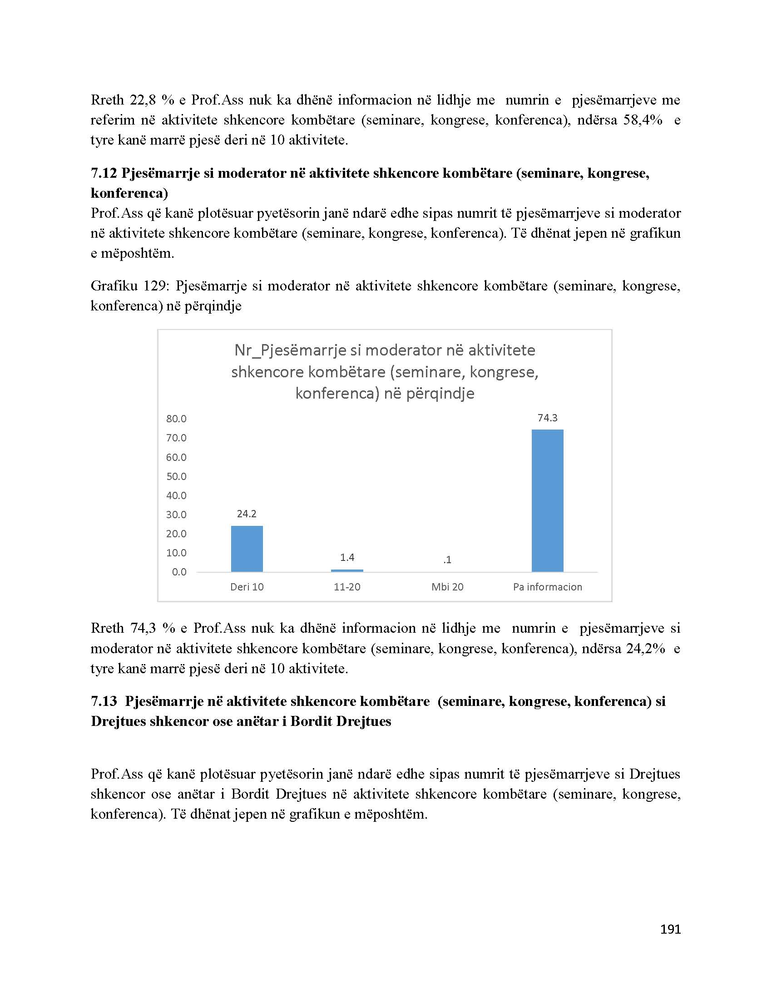 Rreth 22,8 % e Prof.Ass nuk ka dhënë informacion në lidhje me numrin e pjesëmarrjeve me
referim në aktivitete shkencore kombëtare (seminare, kongrese, konferenca), ndërsa 58,4% e
tyre kanë marrë pjesë deri në 10 aktivitete.
7.12 Pjesëmarrje si moderator në aktivitete shkencore kombëtare (seminare, kongrese,
konferenca)
Prof.Ass që kanë plotësuar pyetësorin janë ndarë edhe sipas numrit të pjesëmarrjeve si moderator
në aktivitete shkencore kombëtare (seminare, kongrese, konferenca). Të dhënat jepen në grafikun
e mëposhtëm.
Grafiku 129: Pjesëmarrje si moderator në aktivitete shkencore kombëtare (seminare, kongrese,
konferenca) në përqindje
Nr_Pjesëmarrje si moderator në aktivitete
shkencore kombëtare (seminare, kongrese,
konferenca) në përqindje
80.0
70.0
60.0
50.0
40.0
30.0
20.0
10.0
0.0
24.2
1.4
.1
74.3
Deri 10
11-20
Mbi 20
Pa informacion
Rreth 74,3 % e Prof.Ass nuk ka dhënë informacion në lidhje me numrin e pjesëmarrjeve si
moderator në aktivitete shkencore kombëtare (seminare, kongrese, konferenca), ndërsa 24,2% e
tyre kanë marrë pjesë deri në 10 aktivitete.
7.13 Pjesëmarrje në aktivitete shkencore kombëtare (seminare, kongrese, konferenca) si
Drejtues shkencor ose anëtar i Bordit Drejtues
Prof.Ass që kanë plotësuar pyetësorin janë ndarë edhe sipas numrit të pjesëmarrjeve si Drejtues
shkencor ose anëtar i Bordit Drejtues në aktivitete shkencore kombëtare (seminare, kongrese,
konferenca). Të dhënat jepen në grafikun e mëposhtëm.
191